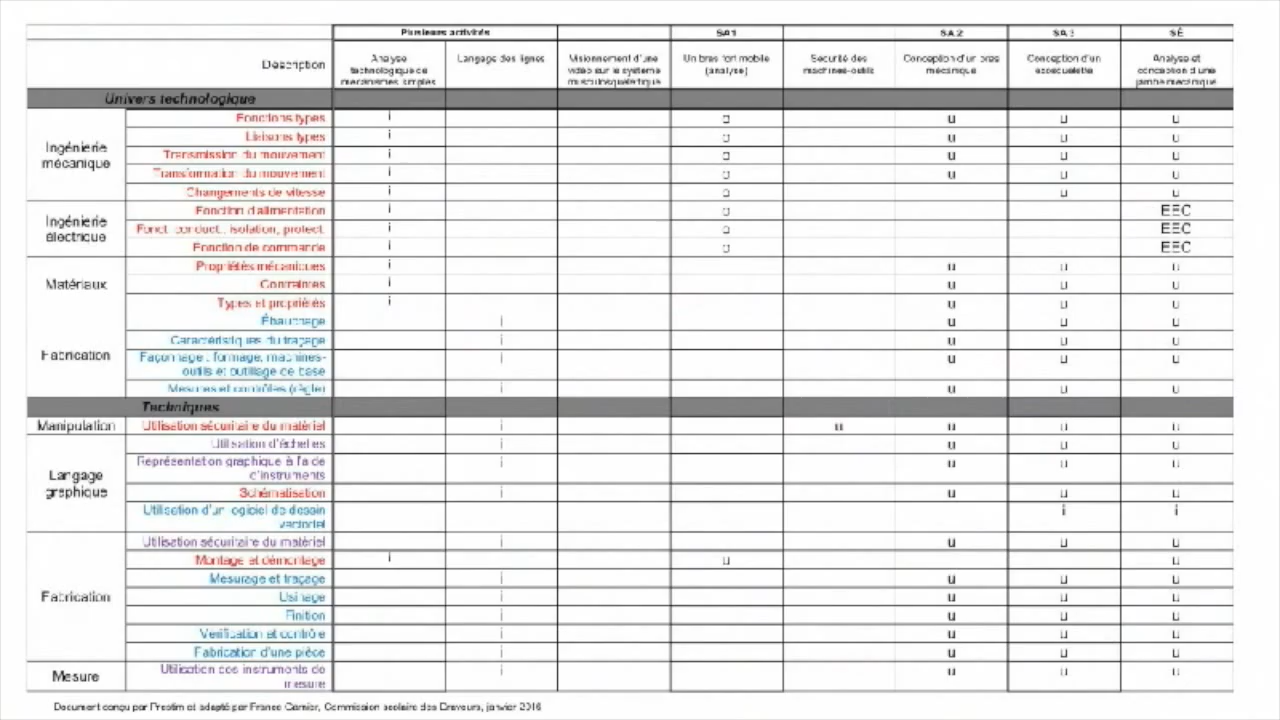 Plusieurs activités SA1 SA2 SA3 SÉ
Description Analyse technologique de mécanismes simples Langage des lignes Visionnement d'une vidéo sur le système musculosquelettique Un bras fort mobile (analyse) Sécurité des machines-outils Conception d'un bras mécanique Conception d'un exosquelette Analyse et conception d'une jambe mécanique
Univers technologique
Ingénierie mécanique
Fonctions types i u u u
Liaisons types i u u u
Transmission du mouvement i u u u
Transformation du mouvement i u u u
Changements de vitesse i u u
Ingénierie électrique
Fonction d'alimentation i EEC
Fonct. conduct., isolation, protect. i EEC
Fonction de commande i EEC
Matériaux
Propriétés mécaniques i u u u
Contraintes i u u u
Types et propriétés i u u u
Fabrication
Ébauchage i u u u
Caractéristiques du traçage i u u u
Façonnage : formage, machines-
outils et outillage de base i u u u
Mesures et contrôles (règle) i u u u
Techniques
Manipulation Utilisation sécuritaire du matériel i u u u u
Langage graphique
Utilisation d'échelles i u u u
Représentation graphique à l'aide
d'instruments i u u u
Schématisation i u u u
Utilisation d'un logiciel de dessin
vectoriel i i
Fabrication
Utilisation sécuritaire du matériel i u u u
Montage et démontage i u u
Mesurage et traçage i u u u
Usinage i u u u
Finition i u u u
Vérification et contrôle i u u u
Fabrication d'une pièce i u u u
Mesure Utilisation des instruments de
mesure i u u u
Document conçu par Prestim et adapté par France Garnier, Commission scolaire des Draveurs, janvier 2016